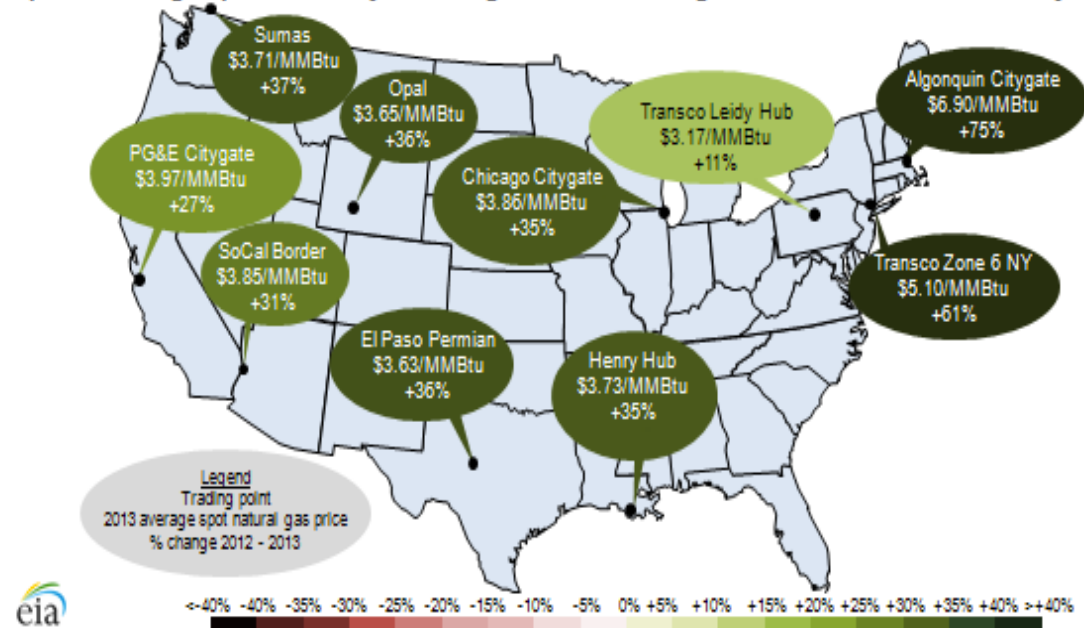 Sumas
$3.71/MMBtu
+37%
Opal
$3.65/MMBtu
+36%
Transco Leidy Hub
$3.17/MMBtu
+11%
Algonquin Citygate
$6.90/MMBtu
+75%
PG&E Citygate
$3.97/MMBtu
+27%
Chicago Citygate
$3.86/MMBtu
+35%
SoCal Border
$3.85/MMBtu
+31%
Transco Zone 6 NY
$5.10/MMBtu
+61%
El Paso Permian
$3.63/MMBtu
+36%
Henry Hub
$3.73/MMBtu
+35%
Legend
Trading point
2013 average spot natural gas price
% change 2012 - 2013
eia
<-40% -40% -35% -30% -25% -20% -15% -10% -5% 0% +5% +10% +15% +20% +25% +30% +35% +40% >+40%